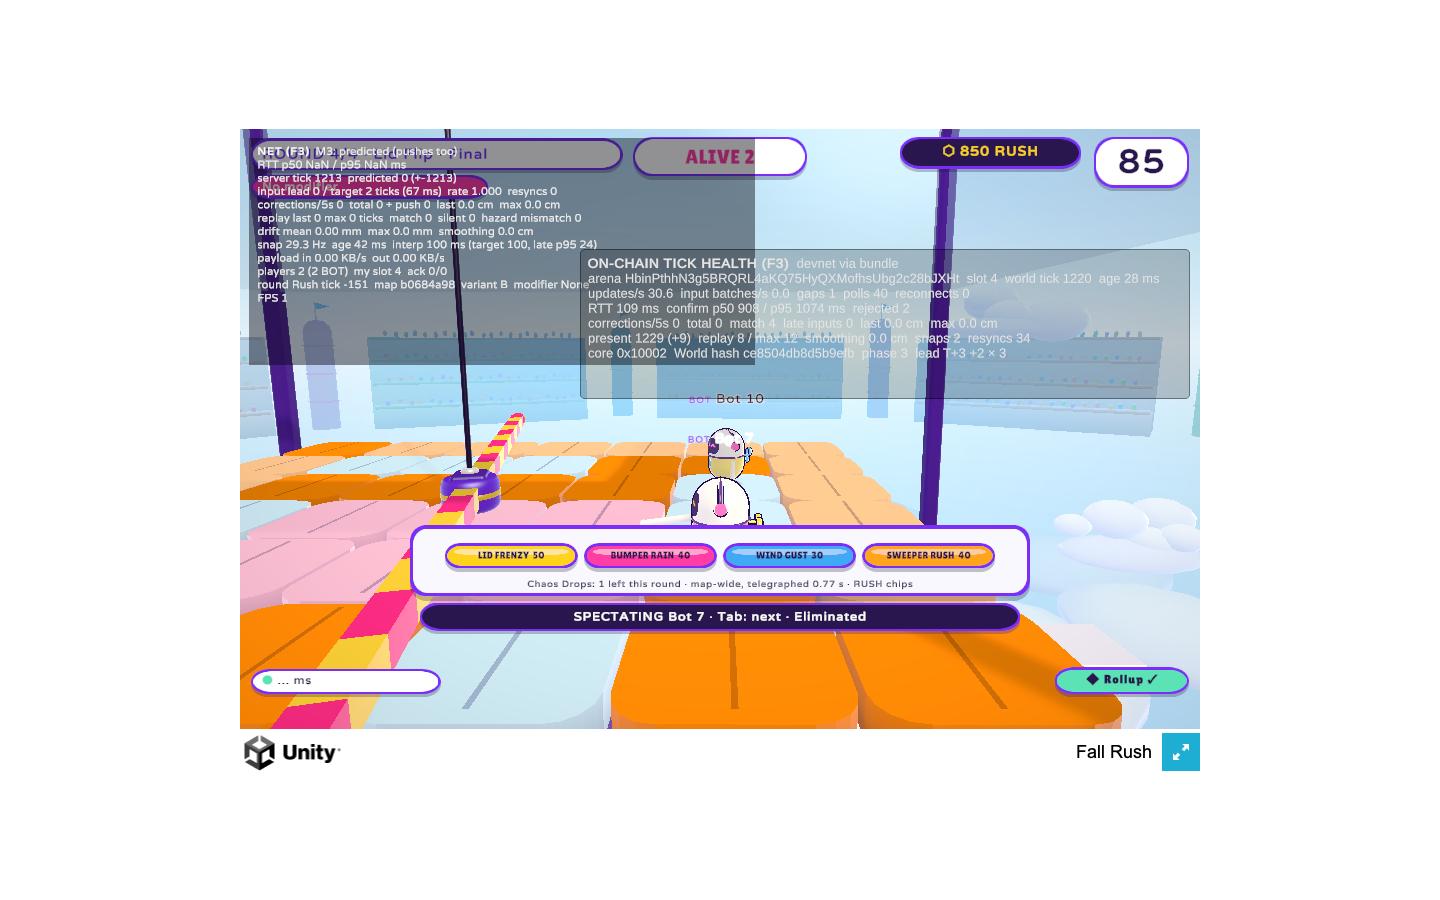 NET (F3) M3: predicted (pushes too)
Final
RTT p50 NaN / p95 NaN ms
server tick 1213 predicted 0 (+-1213)
No modifier
input lead 0 / target 2 ticks (67 ms) rate 1.000 resyncs 0
corrections/5s 0 total 0 + push 0 last 0.0 cm max 0.0 cm
replay last 0 max 0 ticks match 0 silent 0 hazard mismatch 0
drift mean 0.00 mm max 0.0 mm smoothing 0.0 cm
snap 29.3 Hz age 42 ms interp 100 ms (target 100, late p95 24)
payload in 0.00 KB/s out 0.00 KB/s
players 2 (2 BOT) my slot 4 ack 0/0
round Rush tick -151 map b0684a98 variant B modifier None
FPS 1
ALIVE 2
850 RUSH
85
ON-CHAIN TICK HEALTH (F3) devnet via bundle
arena HbinPthhN3g5BRQRL4aKQ75HyQXMofhsUbg2c28bJXHt slot 4 world tick 1220 age 28 ms
updates/s 30.6 input batches/s 0.0 gaps 1 polls 40 reconnects 0
RTT 109 ms confirm p50 908 / p95 1074 ms rejected 2
corrections/5s 0 total 0 match 4 late inputs 0 last 0.0 cm max 0.0 cm
present 1229 (+9) replay 8 / max 12 smoothing 0.0 cm snaps 2 resyncs 34
core 0x10002 World hash ce8504db8d5b9efb phase 3 lead T+3 +2 × 3
BOT Bot 10
BOT
LID FRENZY 50
BUMPER RAIN 40
WIND GUST 30
SWEEPER RUSH 40
Chaos Drops: 1 left this round · map-wide, telegraphed 0.77 s · RUSH chips
SPECTATING Bot 7 · Tab: next · Eliminated
... ms
Rollup ✓
Unity
Fall Rush